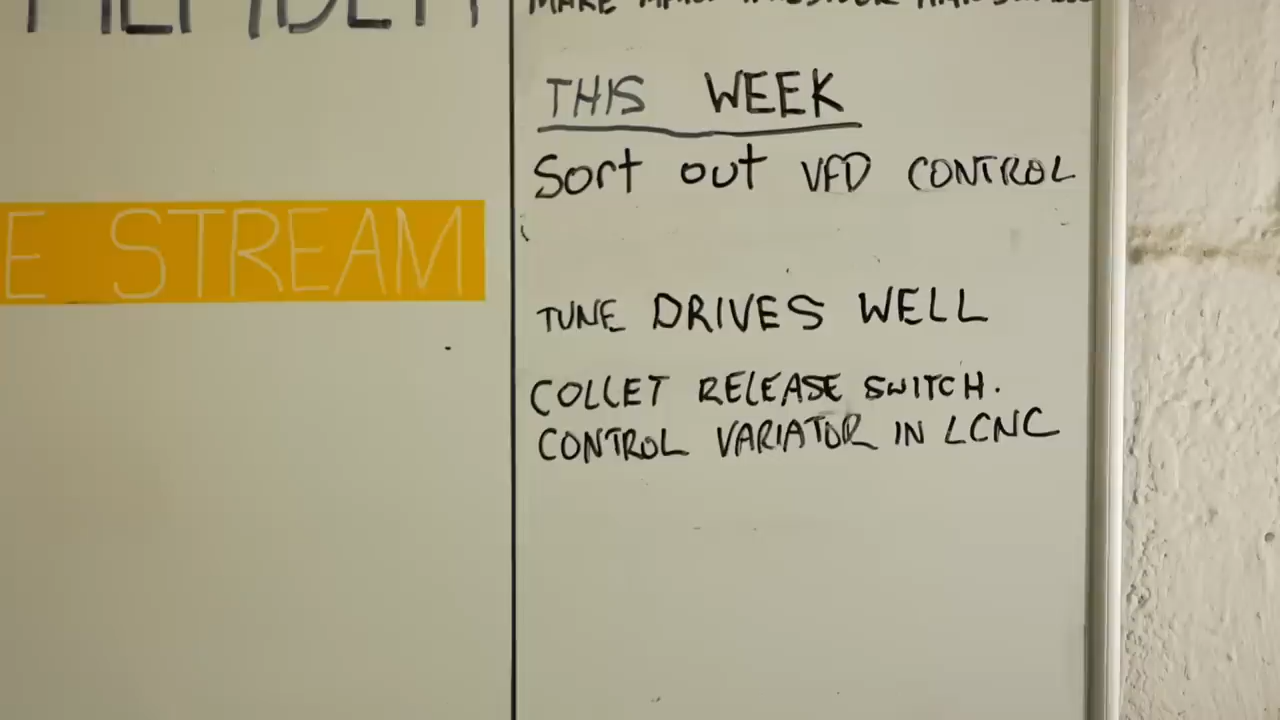 E STREAM
THIS WEEK
Sort out VFD CONTROL
TUNE DRIVES WELL
COLLET RELEASE SWITCH.
CONTROL VARIATOR IN LCNC